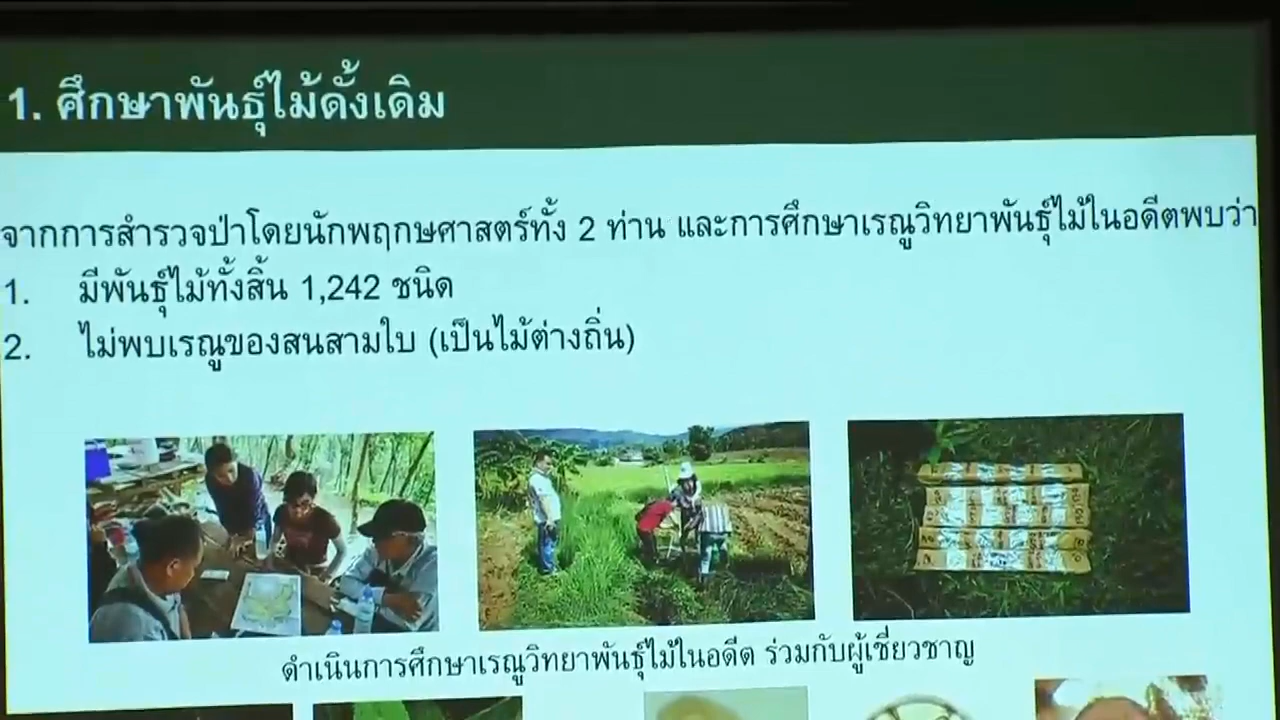 1. ศึกษาพันธุ์ไม้ดั้งเดิม
จากการสำรวจป่าโดยนักพฤกษศาสตร์ทั้ง 2 ท่าน และการศึกษาเรณูวิทยาพันธุ์ไม้ในอดีตพบว่า
1. มีพันธุ์ไม้ทั้งสิ้น 1,242 ชนิด
2. ไม่พบเรณูของสนสามใบ (เป็นไม้ต่างถิ่น)
ดำเนินการศึกษาเรณูวิทยาพันธุ์ไม้ในอดีต ร่วมกับผู้เชี่ยวชาญ